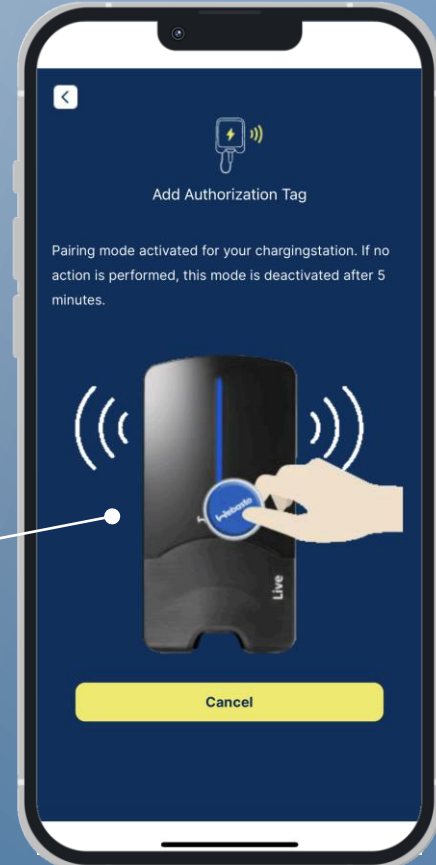 Add Authorization Tag
Pairing mode activated for your chargingstation. If no
action is performed, this mode is deactivated after 5
minutes.
Webasto
Live
Cancel